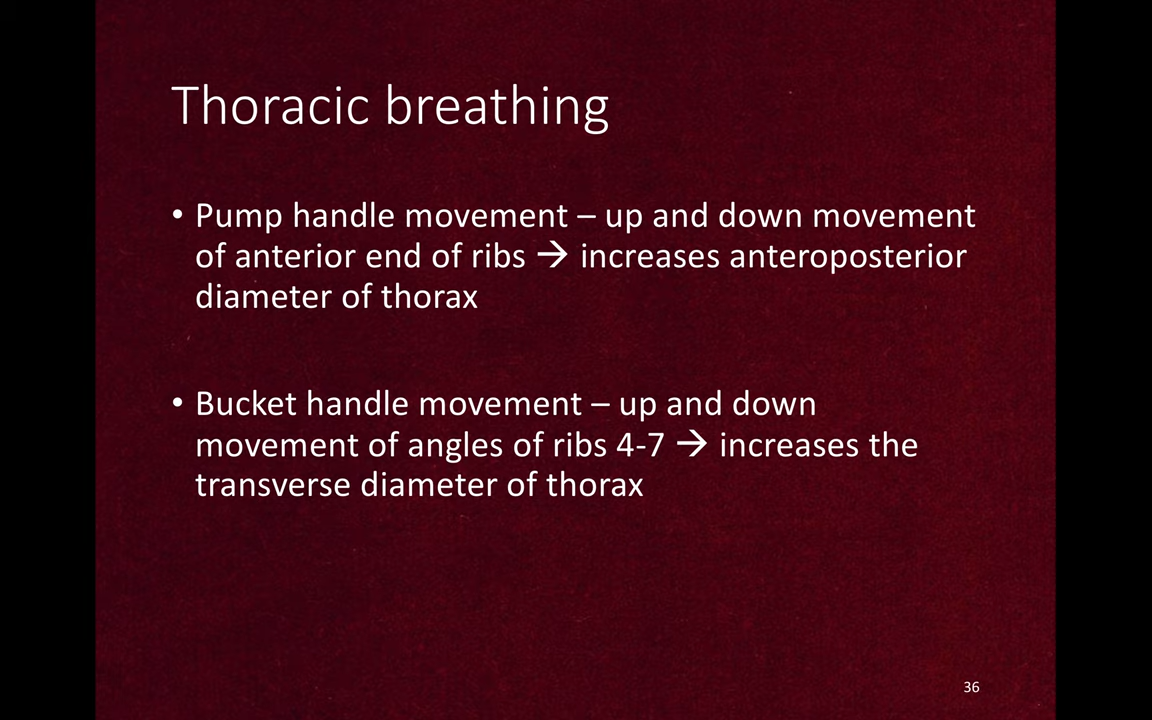 Thoracic breathing
• Pump handle movement – up and down movement
of anterior end of ribs → increases anteroposterior
diameter of thorax
• Bucket handle movement – up and down
movement of angles of ribs 4-7 → increases the
transverse diameter of thorax
36